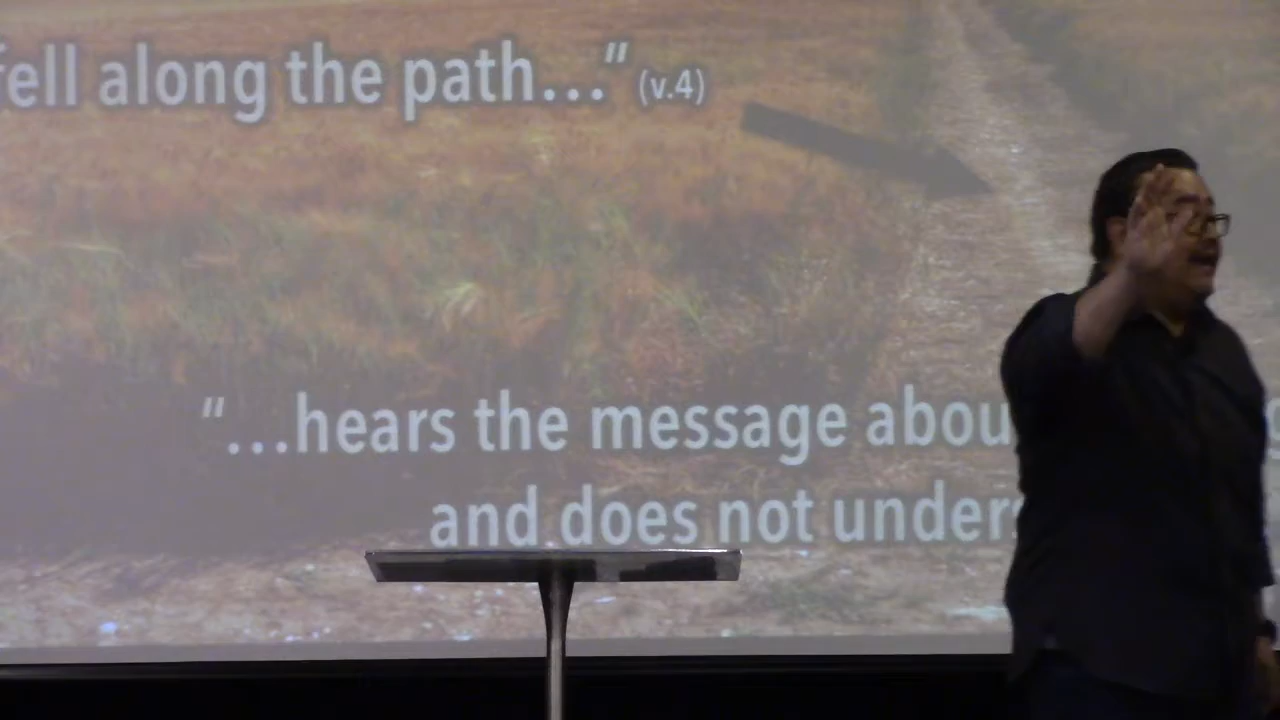 fell along the path…" (v.4)
"…hears the message abou
and does not unders